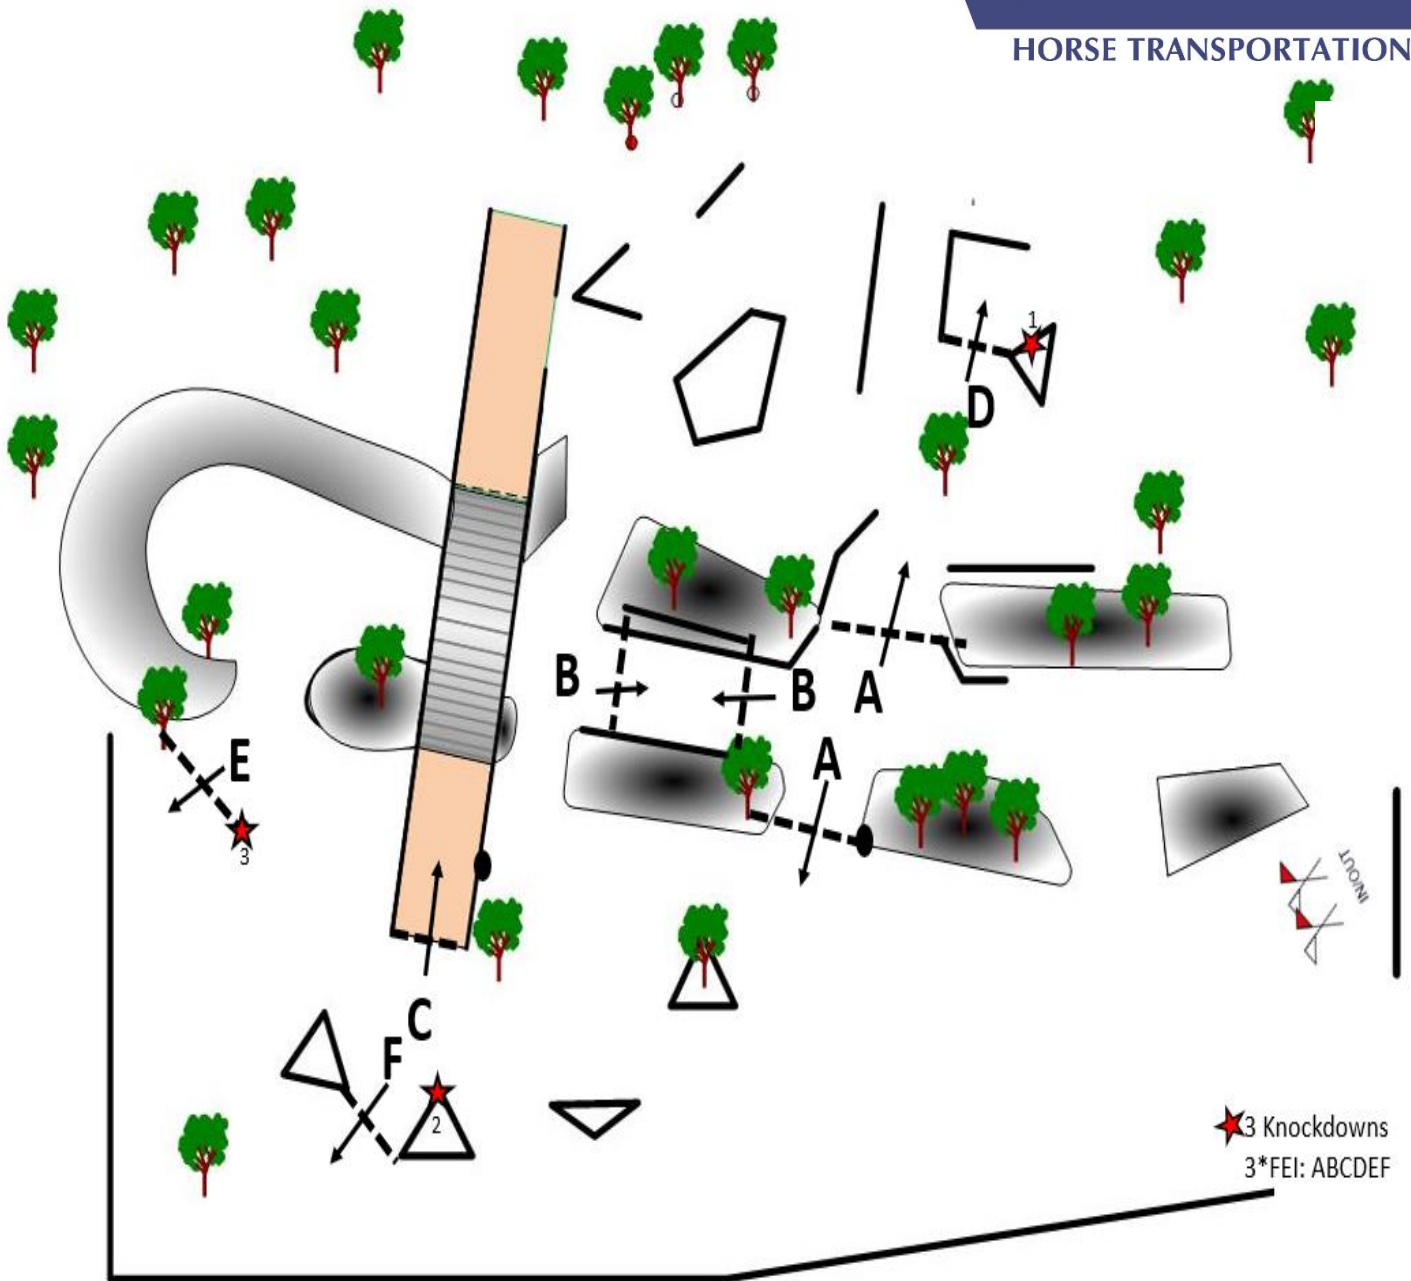 HORSE TRANSPORTATION
1
D
B
B
A
A
E
3
IN/OUT
C
F
2
3 Knockdowns
3*FEI: ABCDEF